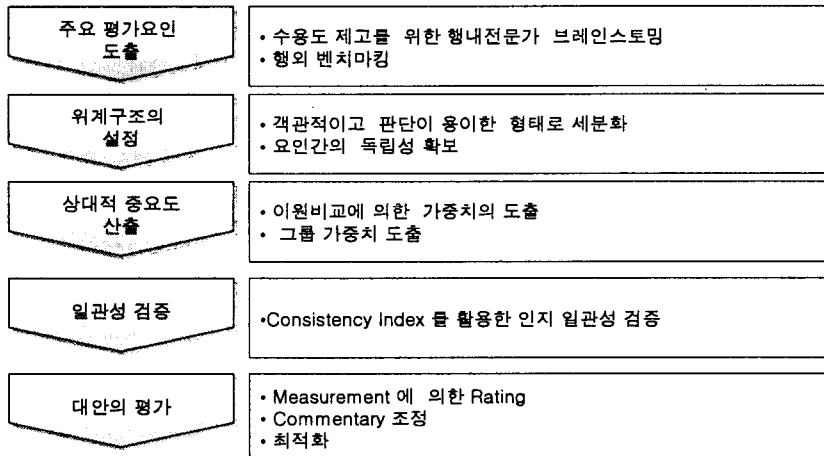 주요 평가요인
도출
• 수용도 제고를 위한 행내전문가 브레인스토밍
• 행외 벤치마킹
위계구조의
설정
• 객관적이고 판단이 용이한 형태로 세분화
• 요인간의 독립성 확보
상대적 중요도
산출
• 이원비교에 의한 가중치의 도출
• 그룹 가중치 도출
일관성 검증
•Consistency Index 를 활용한 인지 일관성 검증
대안의 평가
• Measurement 에 의한 Rating
• Commentary 조정
• 최적화